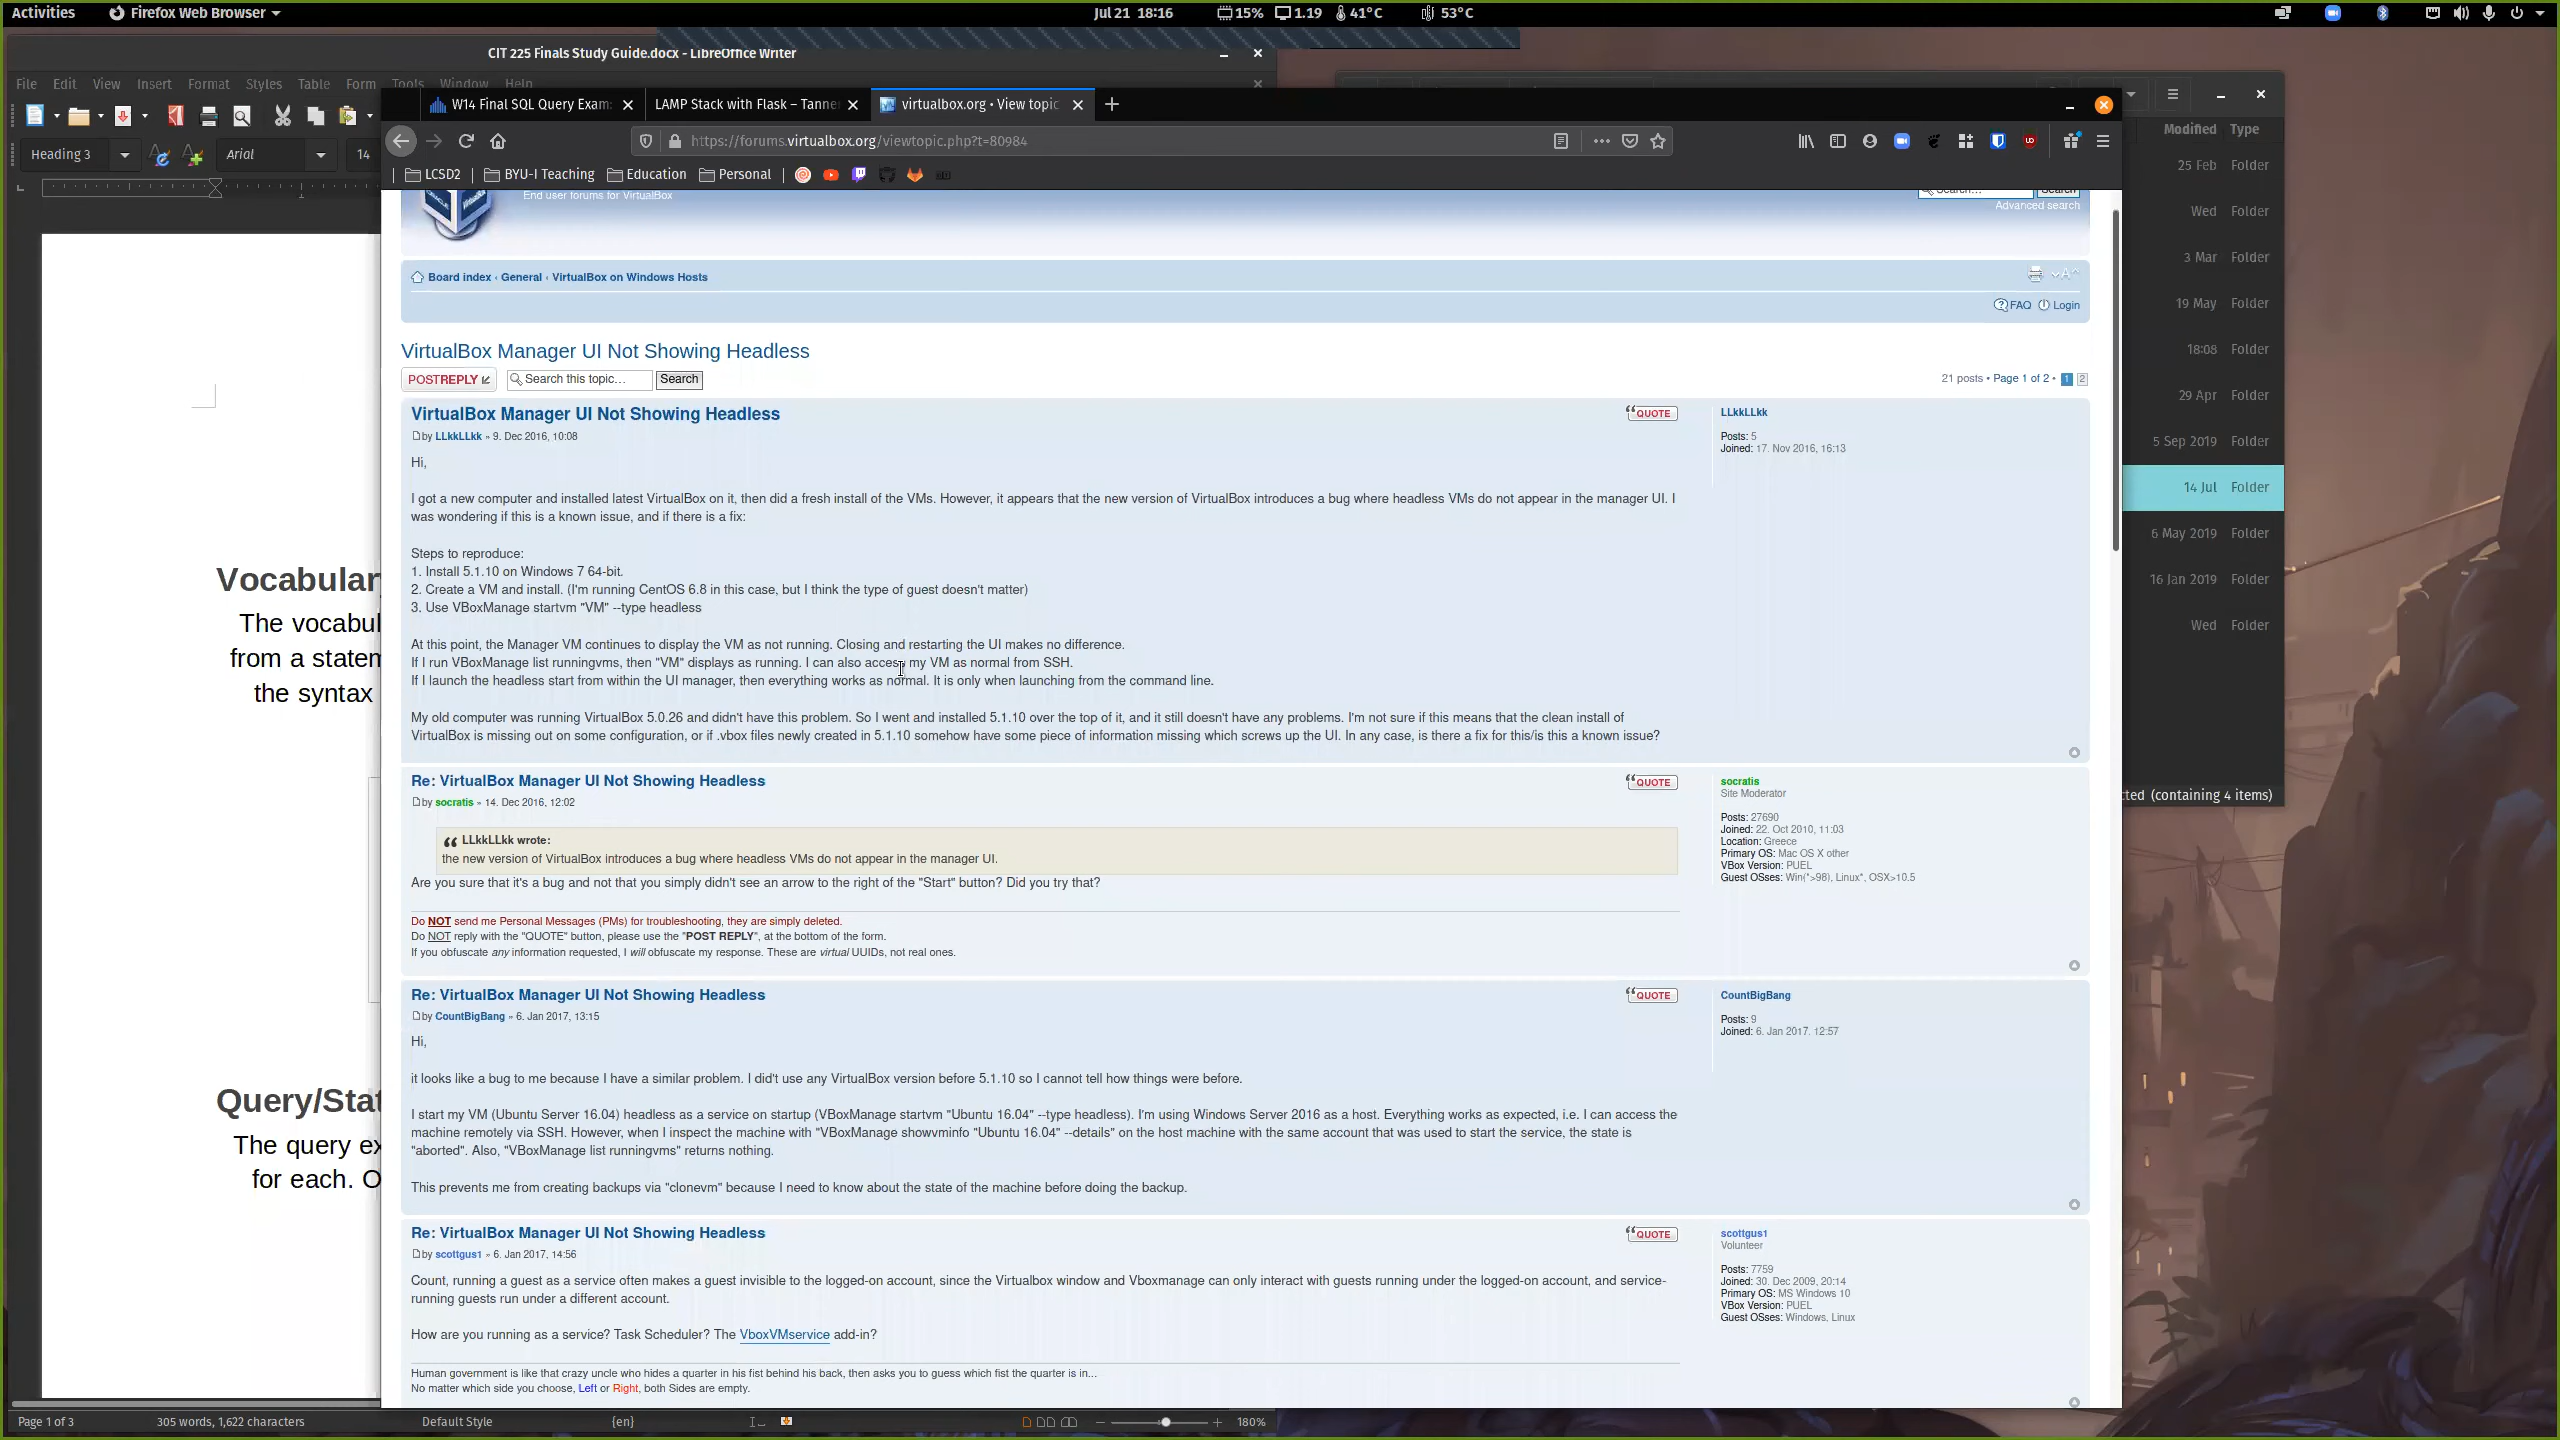 Activities
Firefox Web Browser
Jul 21 18:16
15%
1.19
41°C
53°C
CIT 225 Finals Study Guide.docx - LibreOffice Writer
File Edit View Insert Format Styles Table Form Tools Window Help
Heading 3
Arial
14
W14 Final SQL Query Exam:
LAMP Stack with Flask – Tanne
virtualbox.org • View topic
https://forums.virtualbox.org/viewtopic.php?t=80984
LCSD2
BYU-I Teaching
Education
Personal
End user forums for VirtualBox
Search...
Search
Advanced search
Board index ‹ General ‹ VirtualBox on Windows Hosts
FAQ Login
VirtualBox Manager UI Not Showing Headless
POSTREPLY
Search this topic...
Search
21 posts • Page 1 of 2 • 1 2
VirtualBox Manager UI Not Showing Headless
QUOTE
by LLkkLLkk » 9. Dec 2016, 10:08
LLkkLLkk
Posts: 5
Joined: 17. Nov 2016, 16:13
Hi,
I got a new computer and installed latest VirtualBox on it, then did a fresh install of the VMs. However, it appears that the new version of VirtualBox introduces a bug where headless VMs do not appear in the manager UI. I
was wondering if this is a known issue, and if there is a fix:
Steps to reproduce:
1. Install 5.1.10 on Windows 7 64-bit.
2. Create a VM and install. (I'm running CentOS 6.8 in this case, but I think the type of guest doesn't matter)
3. Use VBoxManage startvm "VM" --type headless
At this point, the Manager VM continues to display the VM as not running. Closing and restarting the UI makes no difference.
If I run VBoxManage list runningvms, then "VM" displays as running. I can also access my VM as normal from SSH.
If I launch the headless start from within the UI manager, then everything works as normal. It is only when launching from the command line.
My old computer was running VirtualBox 5.0.26 and didn't have this problem. So I went and installed 5.1.10 over the top of it, and it still doesn't have any problems. I'm not sure if this means that the clean install of
VirtualBox is missing out on some configuration, or if .vbox files newly created in 5.1.10 somehow have some piece of information missing which screws up the UI. In any case, is there a fix for this/is this a known issue?
Re: VirtualBox Manager UI Not Showing Headless
QUOTE
by socratis » 14. Dec 2016, 12:02
socratis
Site Moderator
Posts: 27690
Joined: 22. Oct 2010, 11:03
Location: Greece
Primary OS: Mac OS X other
VBox Version: PUEL
Guest OSses: Win(*>98), Linux*, OSX>10.5
LLkkLLkk wrote:
the new version of VirtualBox introduces a bug where headless VMs do not appear in the manager UI.
Are you sure that it's a bug and not that you simply didn't see an arrow to the right of the "Start" button? Did you try that?
Do NOT send me Personal Messages (PMs) for troubleshooting, they are simply deleted.
Do NOT reply with the "QUOTE" button, please use the "POST REPLY", at the bottom of the form.
If you obfuscate any information requested, I will obfuscate my response. These are virtual UUIDs, not real ones.
Re: VirtualBox Manager UI Not Showing Headless
QUOTE
by CountBigBang » 6. Jan 2017, 13:15
CountBigBang
Posts: 9
Joined: 6. Jan 2017, 12:57
Hi,
it looks like a bug to me because I have a similar problem. I did't use any VirtualBox version before 5.1.10 so I cannot tell how things were before.
I start my VM (Ubuntu Server 16.04) headless as a service on startup (VBoxManage startvm "Ubuntu 16.04" --type headless). I'm using Windows Server 2016 as a host. Everything works as expected, i.e. I can access the
machine remotely via SSH. However, when I inspect the machine with "VBoxManage showvminfo "Ubuntu 16.04" --details" on the host machine with the same account that was used to start the service, the state is
"aborted". Also, "VBoxManage list runningvms" returns nothing.
This prevents me from creating backups via "clonevm" because I need to know about the state of the machine before doing the backup.
Re: VirtualBox Manager UI Not Showing Headless
QUOTE
by scottgus1 » 6. Jan 2017, 14:56
scottgus1
Volunteer
Posts: 7759
Joined: 30. Dec 2009, 20:14
Primary OS: MS Windows 10
VBox Version: PUEL
Guest OSses: Windows, Linux
Count, running a guest as a service often makes a guest invisible to the logged-on account, since the Virtualbox window and Vboxmanage can only interact with guests running under the logged-on account, and service-
running guests run under a different account.
How are you running as a service? Task Scheduler? The VboxVMservice add-in?
Human government is like that crazy uncle who hides a quarter in his fist behind his back, then asks you to guess which fist the quarter is in...
No matter which side you choose, Left or Right, both Sides are empty.
Vocabular
The vocabul
from a staten
the syntax
Query/Sta
The query ex
for each. O
Modified Type
25 Feb Folder
Wed Folder
3 Mar Folder
19 May Folder
18:08 Folder
29 Apr Folder
5 Sep 2019 Folder
14 Jul Folder
6 May 2019 Folder
16 Jan 2019 Folder
Wed Folder
cted (containing 4 items)
Page 1 of 3
305 words, 1,622 characters
Default Style
{en}
180%